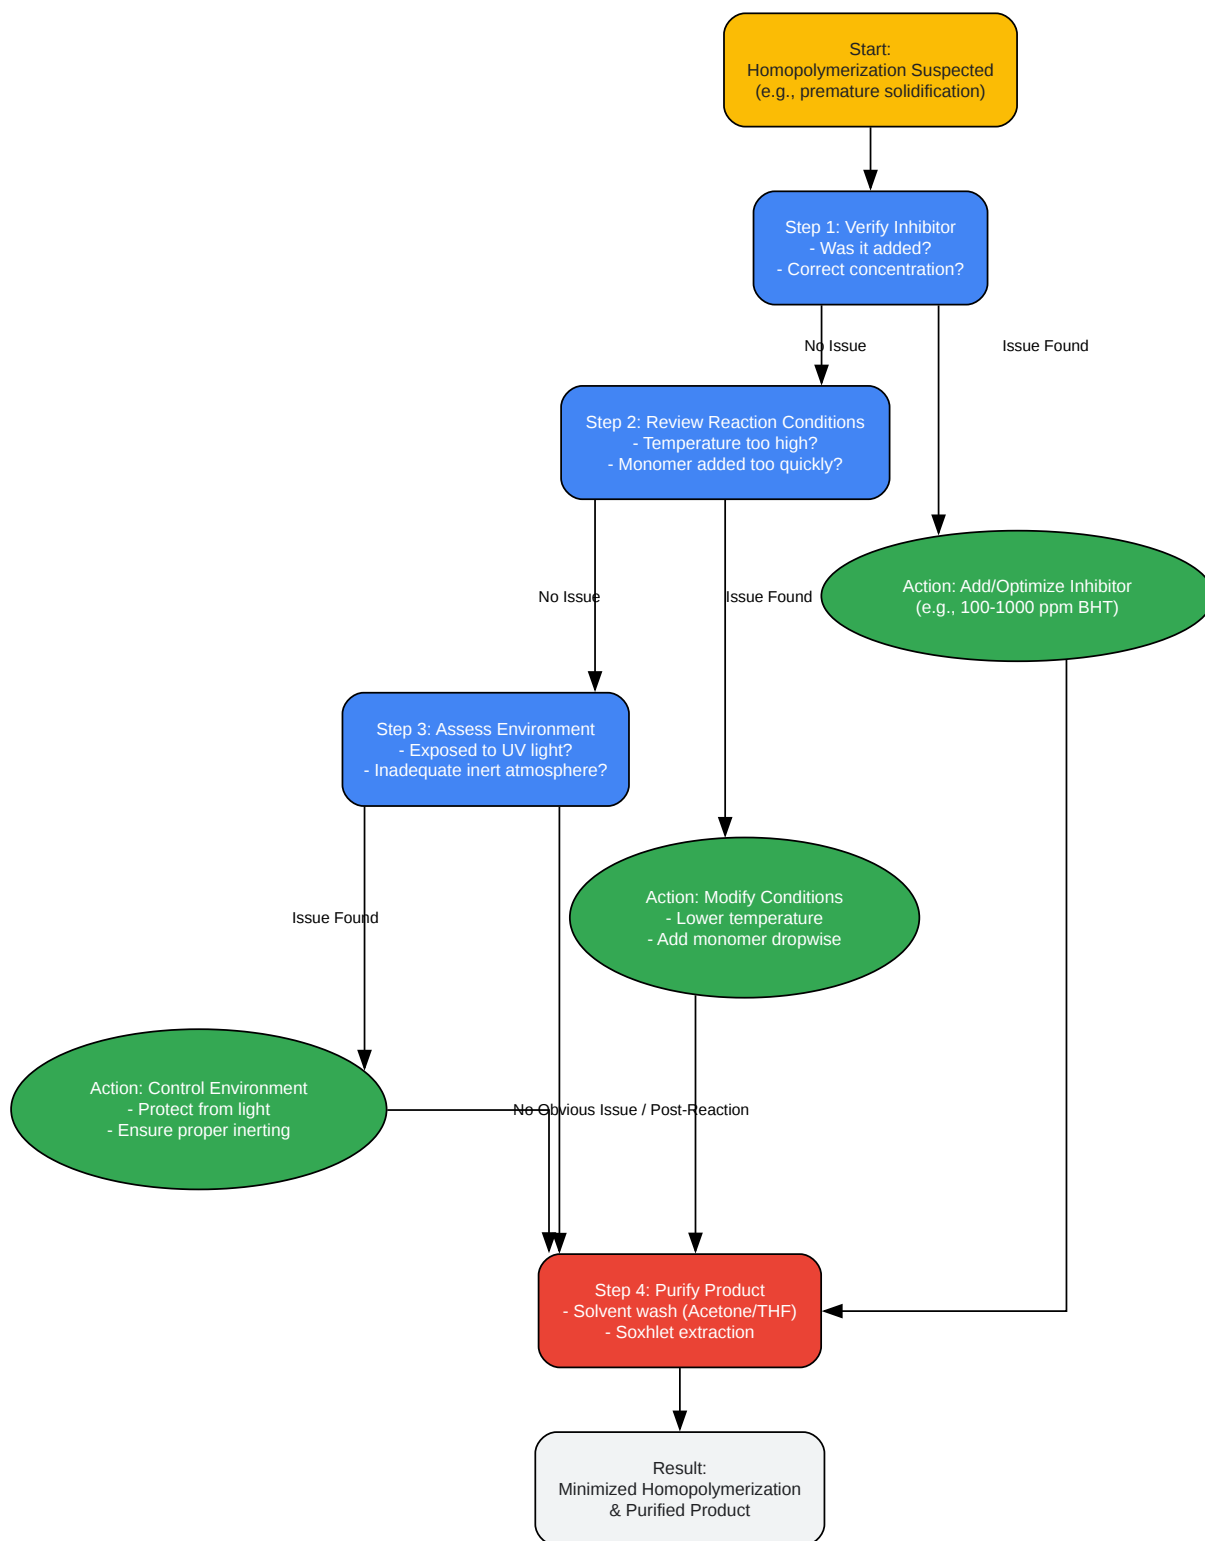 Start:
Homopolymerization Suspected
(e.g., premature solidification)
Step 1: Verify Inhibitor
- Was it added?
- Correct concentration?
No Issue
Issue Found
Step 2: Review Reaction Conditions
- Temperature too high?
- Monomer added too quickly?
Action: Add/Optimize Inhibitor
(e.g., 100-1000 ppm BHT)
No Issue
Issue Found
Step 3: Assess Environment
- Exposed to UV light?
- Inadequate inert atmosphere?
Action: Modify Conditions
- Lower temperature
- Add monomer dropwise
Issue Found
Action: Control Environment
- Protect from light
- Ensure proper inerting
No Obvious Issue / Post-Reaction
Step 4: Purify Product
- Solvent wash (Acetone/THF)
- Soxhlet extraction
Result:
Minimized Homopolymerization
& Purified Product